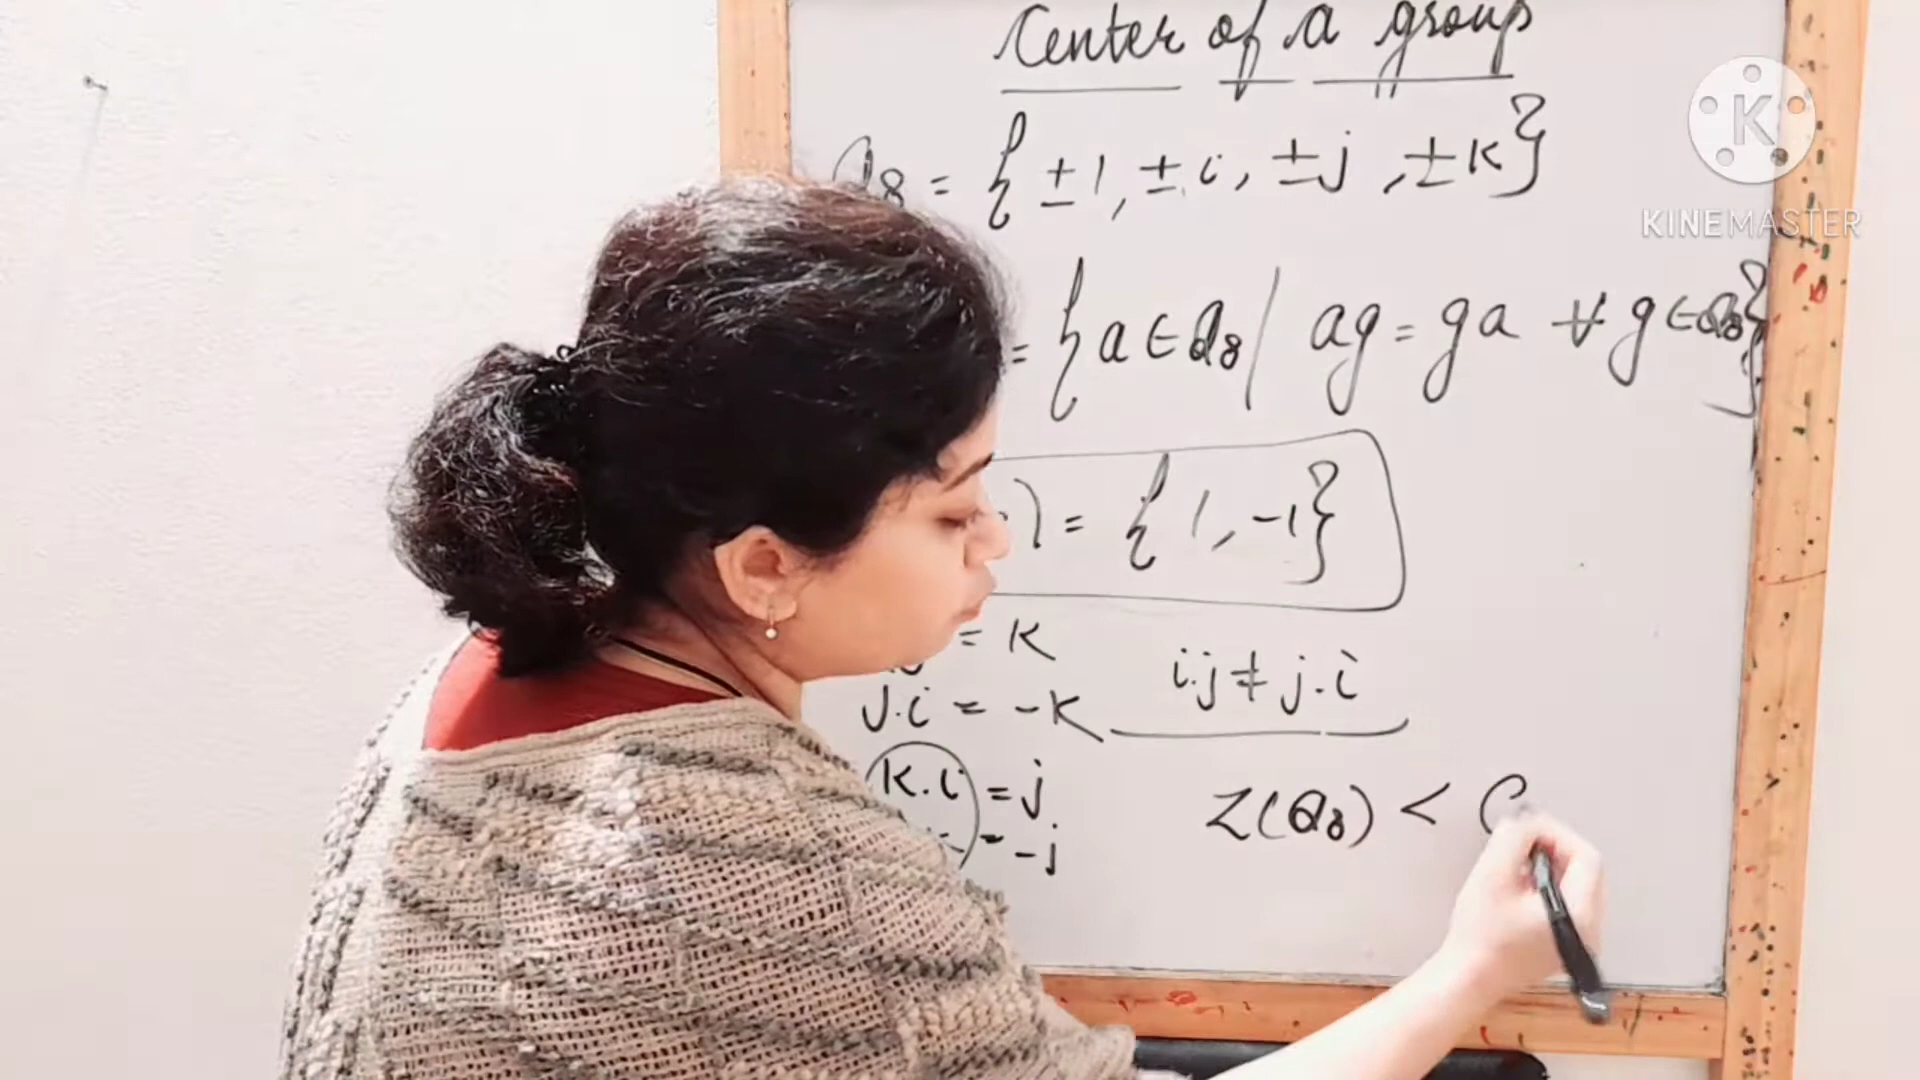 Center of a group
Q8 = { ±1, ±i, ±j, ±k }
= { a ∈ Q8 | ag = ga ∀ g ∈ Q8 }
) = { 1, -1 }
= k
i.j ≠ j.i
j.i = -k
k.i = j
= -j
Z(Q8) <
K
KINEMASTER